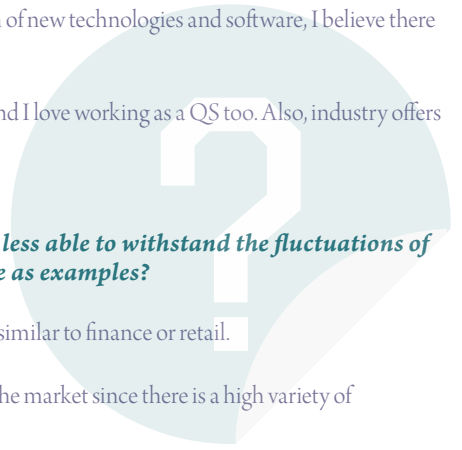 of new technologies and software, I believe there
nd I love working as a QS too. Also, industry offers
less able to withstand the fluctuations of
e as examples?
similar to finance or retail.
he market since there is a high variety of
?